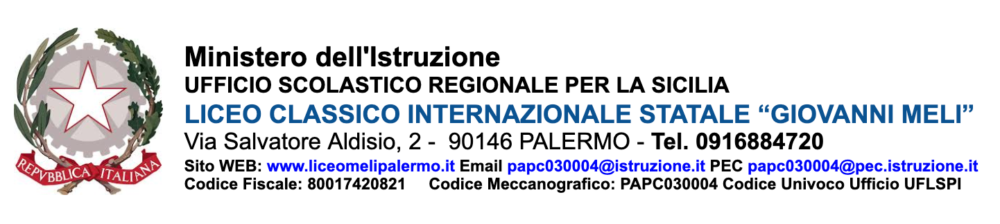 Ministero dell'Istruzione
UFFICIO SCOLASTICO REGIONALE PER LA SICILIA
LICEO CLASSICO INTERNAZIONALE STATALE “GIOVANNI MELI”
Via Salvatore Aldisio, 2 - 90146 PALERMO - Tel. 0916884720
Sito WEB: www.liceomelipalermo.it Email papc030004@istruzione.it PEC papc030004@pec.istruzione.it
Codice Fiscale: 80017420821 Codice Meccanografico: PAPC030004 Codice Univoco Ufficio UFLSPI
REPVBBLICA ITALIANA